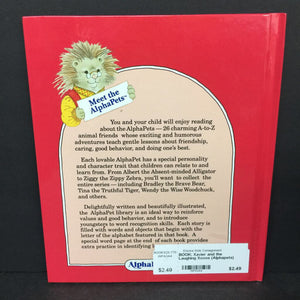 Meet the
AlphaPets™
You and your child will enjoy reading
about the AlphaPets — 26 charming A-to-Z
animal friends whose exciting and humorous
adventures teach gentle lessons about friendship,
caring, good behavior, and doing one's best.
Each lovable AlphaPet has a special personality
and character trait that children can relate to and
learn from. From Albert the Absent-minded Alligator
to Ziggy the Zippy Zebra, you'll want to collect the
entire series — including Bradley the Brave Bear,
Tina the Truthful Tiger, Wendy the Wise Woodchuck,
and others.
Delightfully written and beautifully illustrated,
the AlphaPet library is an ideal way to reinforce
values and good behavior, and to introduce
youngsters to word recognition skills. Each story is
filled with words and objects that begin with the
letter of the alphabet featured in that book. A
special word page at the end of each book provides
extra practice in identifying
BOOK: Xavier and the
Laughing Xouns (Alphapets)
$2.49
$2.49
Alphab